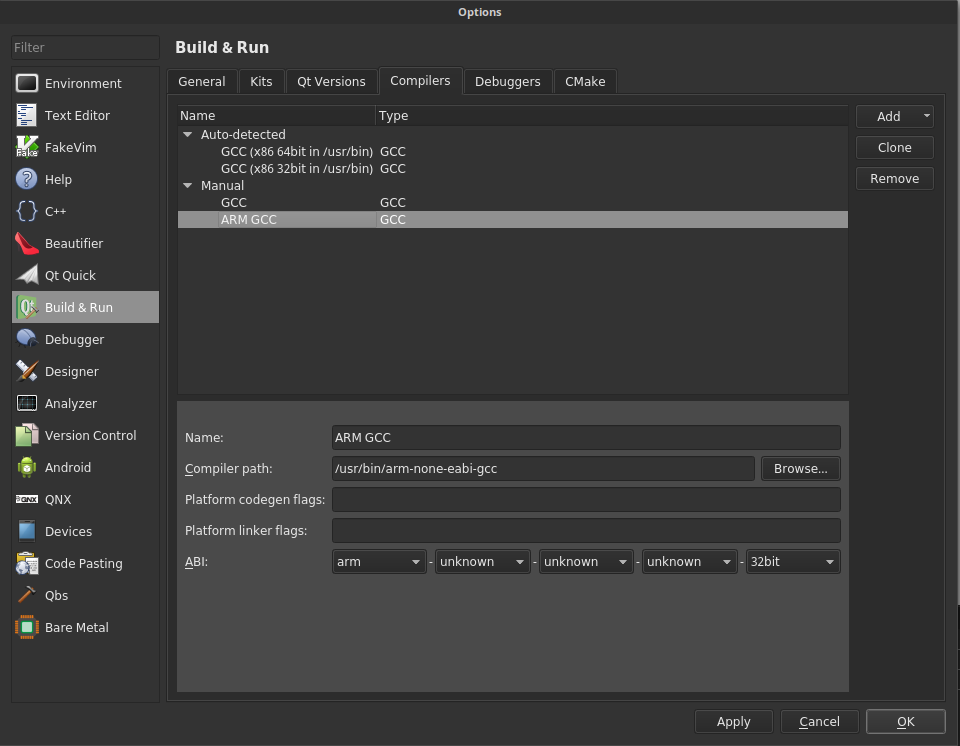 Options
Filter
Environment
Text Editor
FakeVim
Help
C++
Beautifier
Qt Quick
Build & Run
Debugger
Designer
Analyzer
Version Control
Android
QNX
Devices
Code Pasting
Qbs
Bare Metal
Build & Run
General Kits Qt Versions Compilers Debuggers CMake
Name Type
Auto-detected
GCC (x86 64bit in /usr/bin) GCC
GCC (x86 32bit in /usr/bin) GCC
Manual
GCC GCC
ARM GCC GCC
Add
Clone
Remove
Name: ARM GCC
Compiler path: /usr/bin/arm-none-eabi-gcc Browse...
Platform codegen flags:
Platform linker flags:
ABI: arm - unknown - unknown - unknown - 32bit
Apply Cancel OK